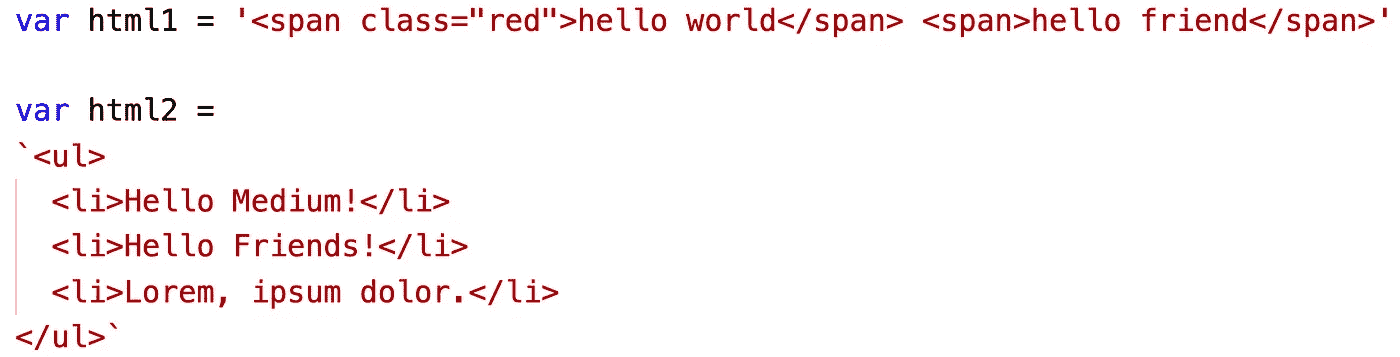 var html1 = '<span class="red">hello world</span> <span>hello friend</span>'
var html2 =
`<ul>
  <li>Hello Medium!</li>
  <li>Hello Friends!</li>
  <li>Lorem, ipsum dolor.</li>
</ul>`